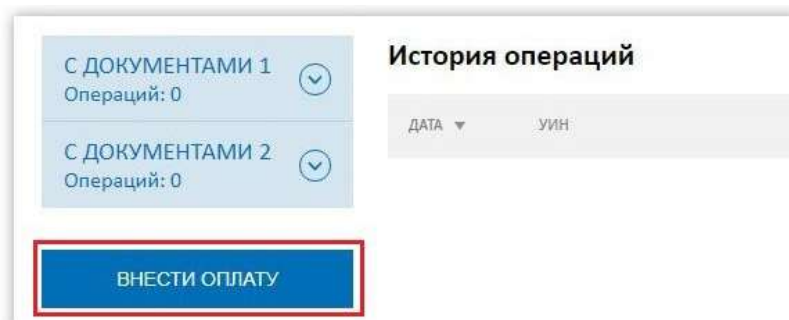 С ДОКУМЕНТАМИ 1
Операций: 0
С ДОКУМЕНТАМИ 2
Операций: 0
ВНЕСТИ ОПЛАТУ
История операций
ДАТА УИН